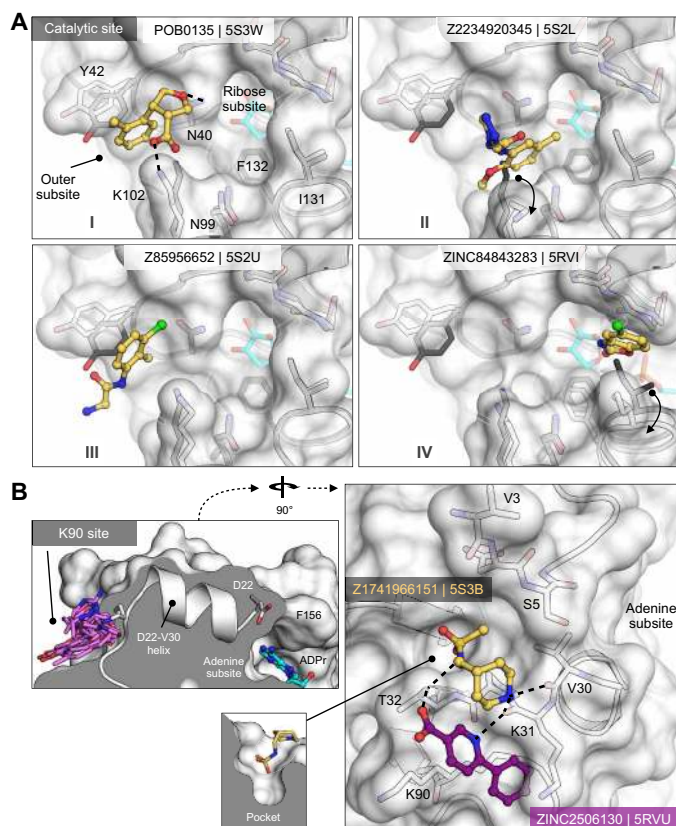 A
Catalytic site
POB0135 | 5S3W
Y42
Ribose
subsite
N40
F132
Outer
subsite
K102
I131
N99
I
Z2234920345 | 5S2L
II
Z85956652 | 5S2U
III
ZINC84843283 | 5RVI
IV
B
90°
K90 site
D22
D22-V30
helix
F156
Adenine
subsite
ADPr
Pocket
V3
Z1741966151 | 5S3B
S5
Adenine
subsite
V30
T32
K31
K90
ZINC2506130 | 5RVU